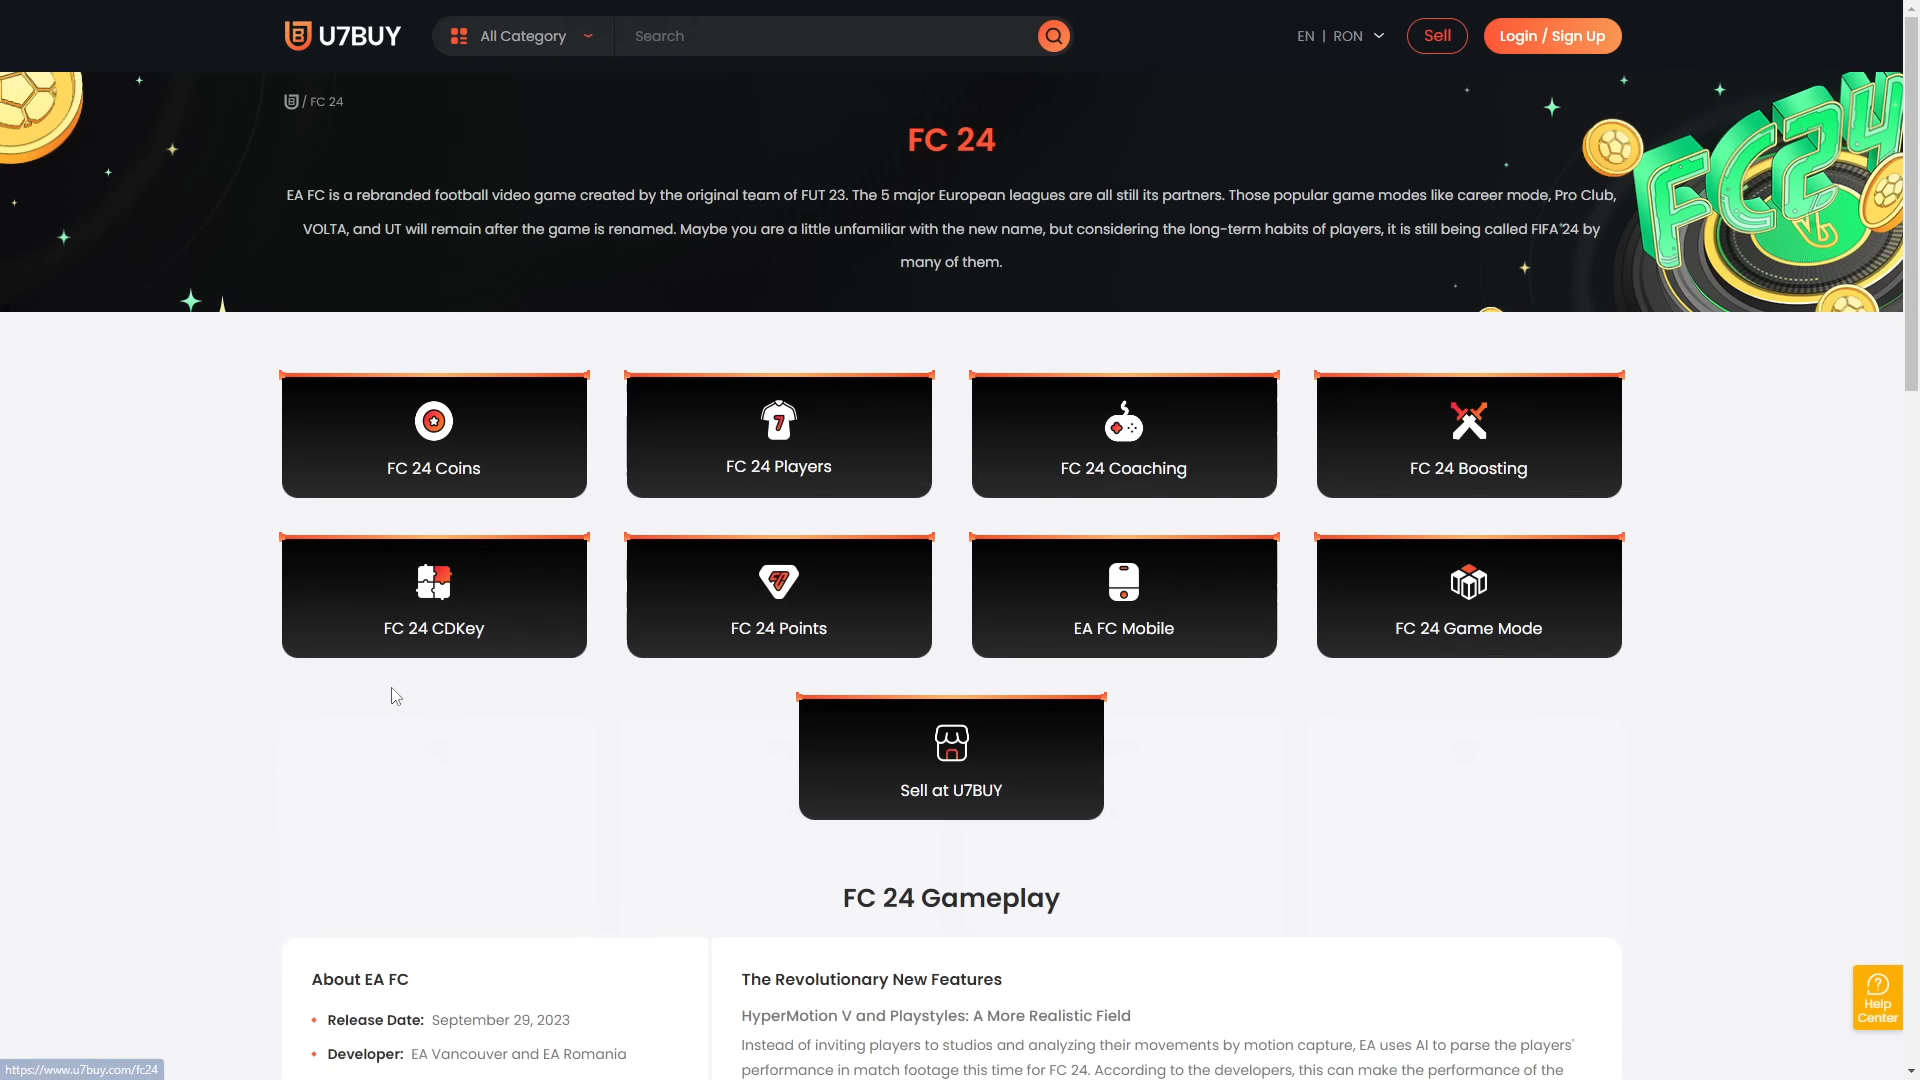 U7BUY
All Category
Search
EN | RON
Sell
Login / Sign Up
/ FC 24
FC 24
EA FC is a rebranded football video game created by the original team of FUT 23. The 5 major European leagues are all still its partners. Those popular game modes like career mode, Pro Club,
VOLTA, and UT will remain after the game is renamed. Maybe you are a little unfamiliar with the new name, but considering the long-term habits of players, it is still being called FIFA 24 by
many of them.
FC24
FC 24 Coins
7
FC 24 Players
FC 24 Coaching
FC 24 Boosting
FC 24 CDKey
FC 24 Points
EA FC Mobile
FC 24 Game Mode
Sell at U7BUY
FC 24 Gameplay
About EA FC
Release Date: September 29, 2023
Developer: EA Vancouver and EA Romania
The Revolutionary New Features
HyperMotion V and Playstyles: A More Realistic Field
Instead of inviting players to studios and analyzing their movements by motion capture, EA uses AI to parse the players'
performance in match footage this time for FC 24. According to the developers, this can make the performance of the
Help
Center
https://www.u7buy.com/fc24